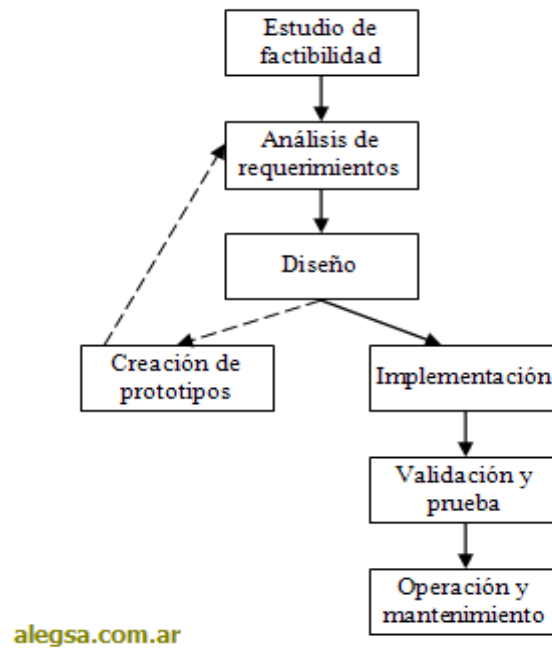 Estudio de
factibilidad
Análisis de
requerimientos
Diseño
Creación de
prototipos
Implementación
Validación y
prueba
Operación y
mantenimiento
alegsa.com.ar